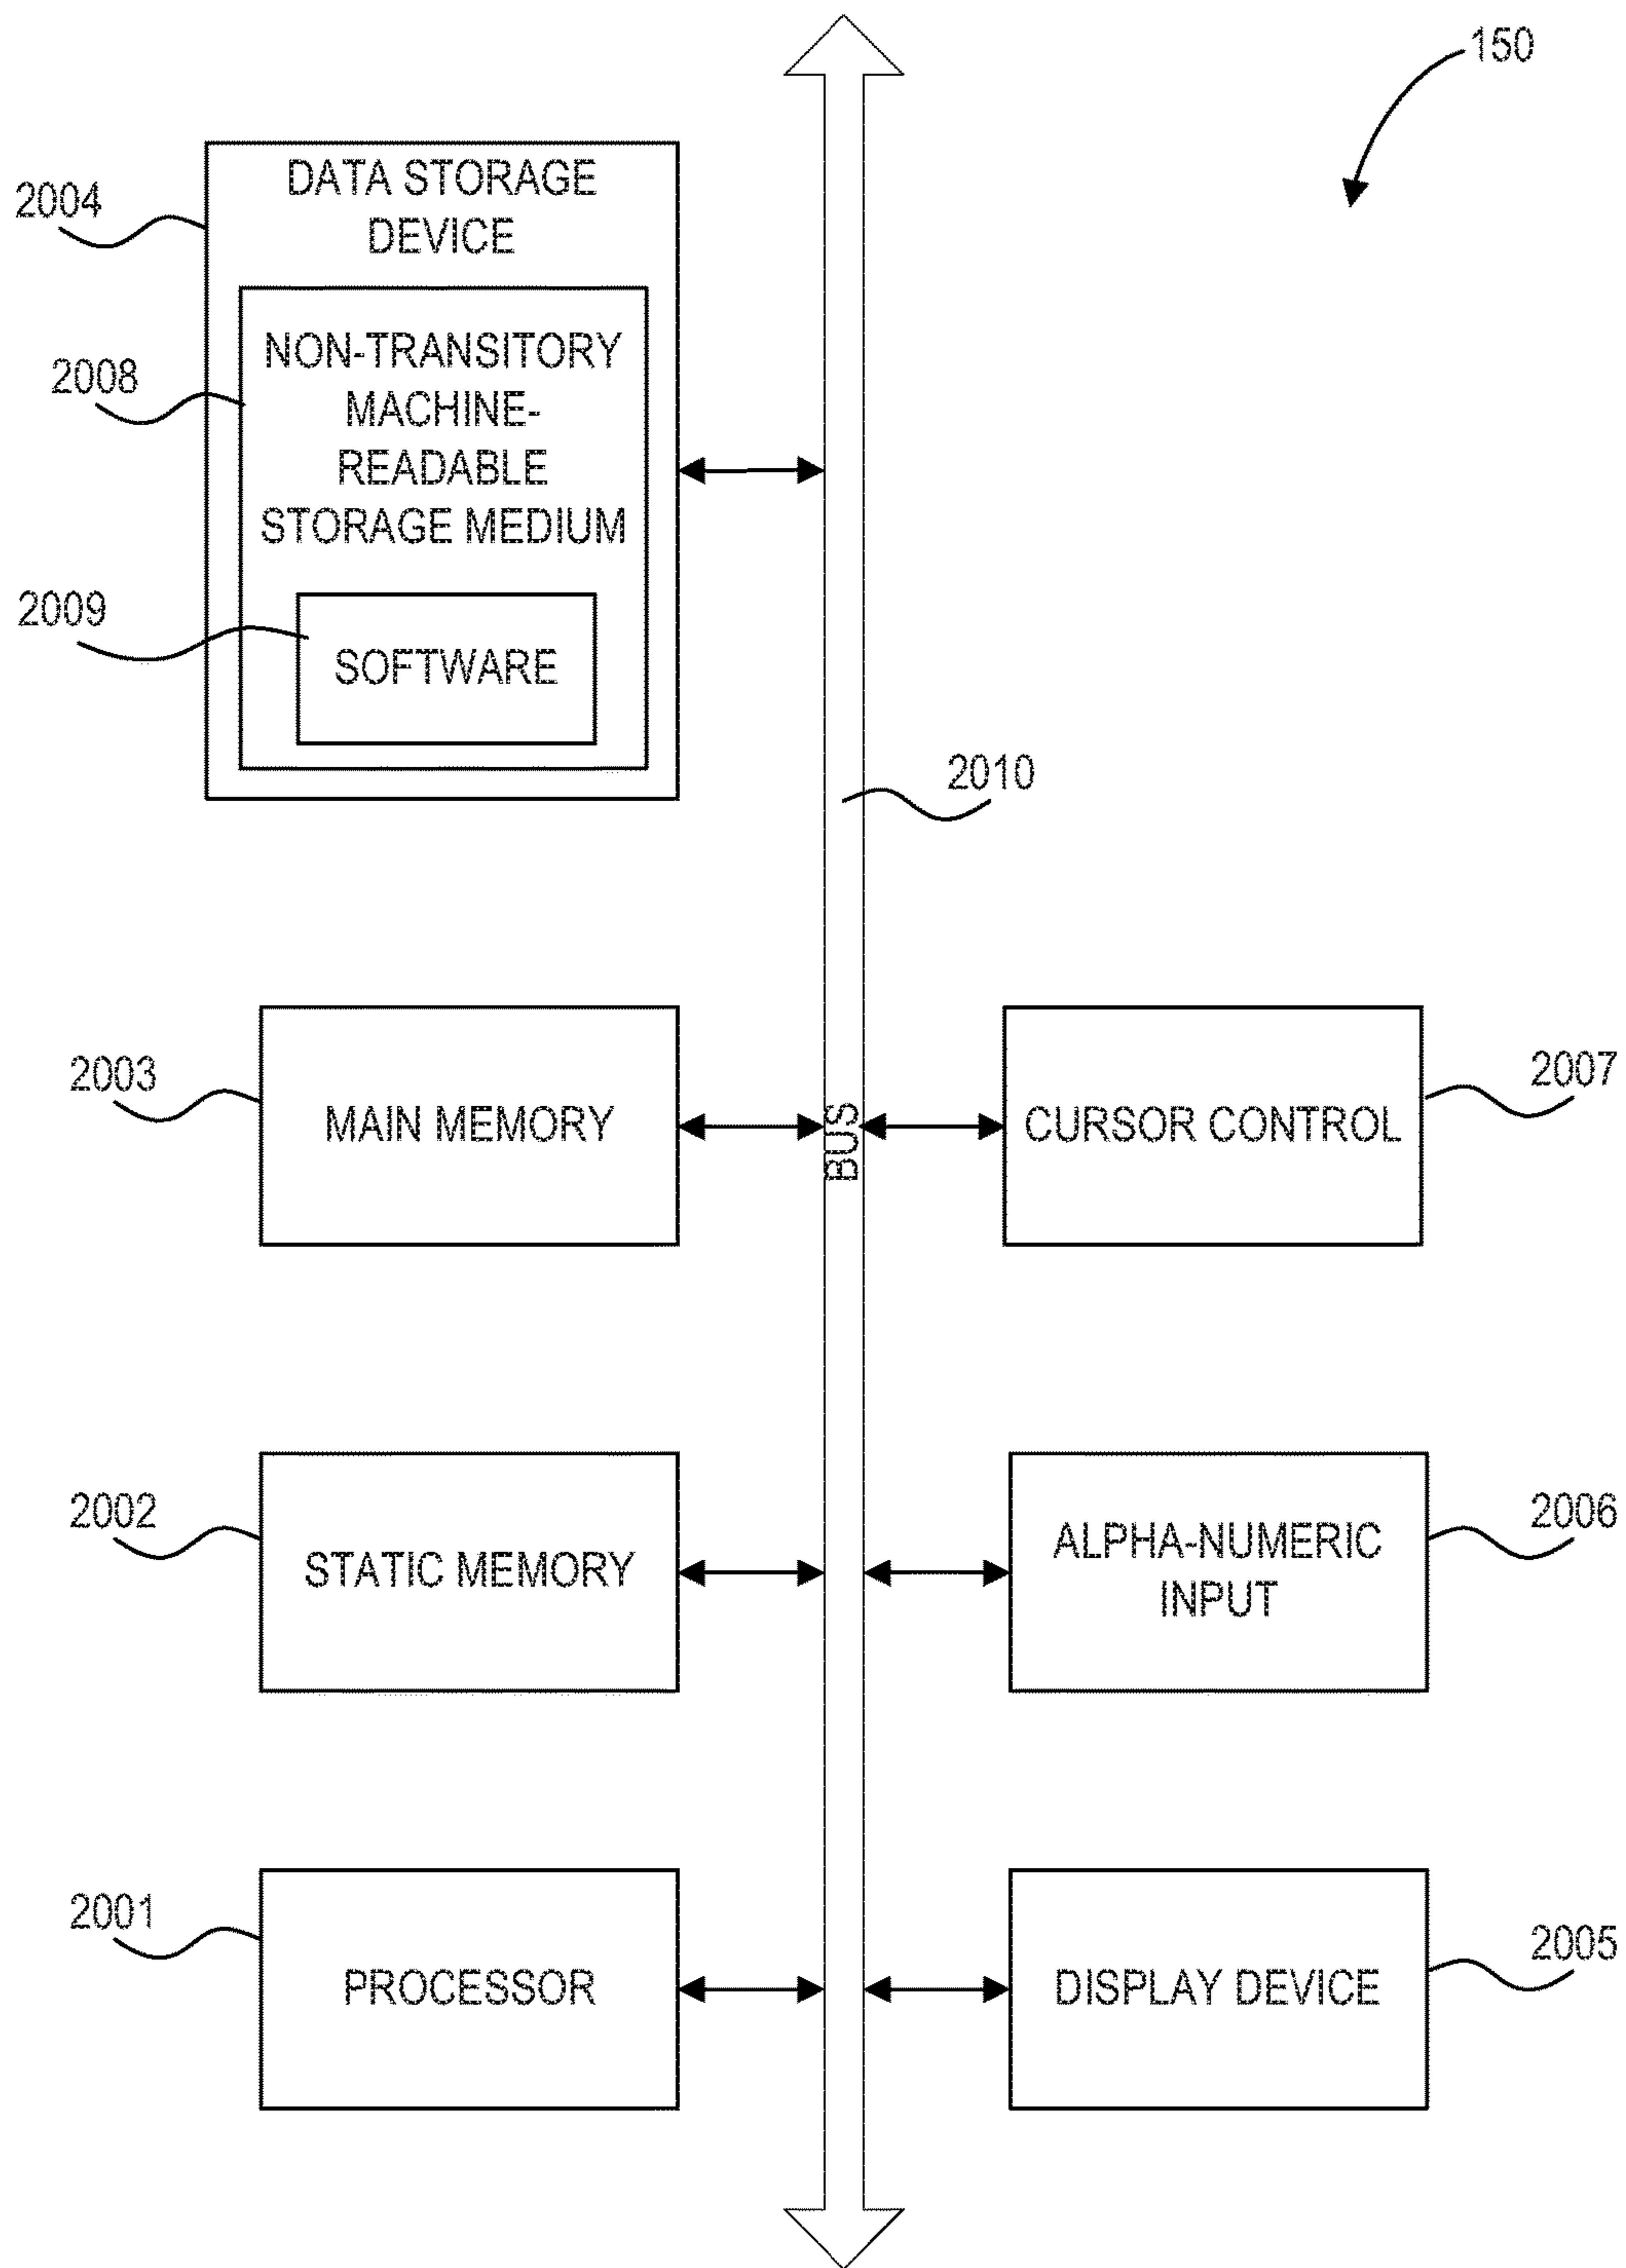 150
2004
DATA STORAGE
DEVICE
2008
NON-TRANSITORY
MACHINE-
READABLE
STORAGE MEDIUM
2009
SOFTWARE
2010
2003
MAIN MEMORY
BUS
CURSOR CONTROL
2007
2002
STATIC MEMORY
ALPHA-NUMERIC
INPUT
2006
2001
PROCESSOR
DISPLAY DEVICE
2005